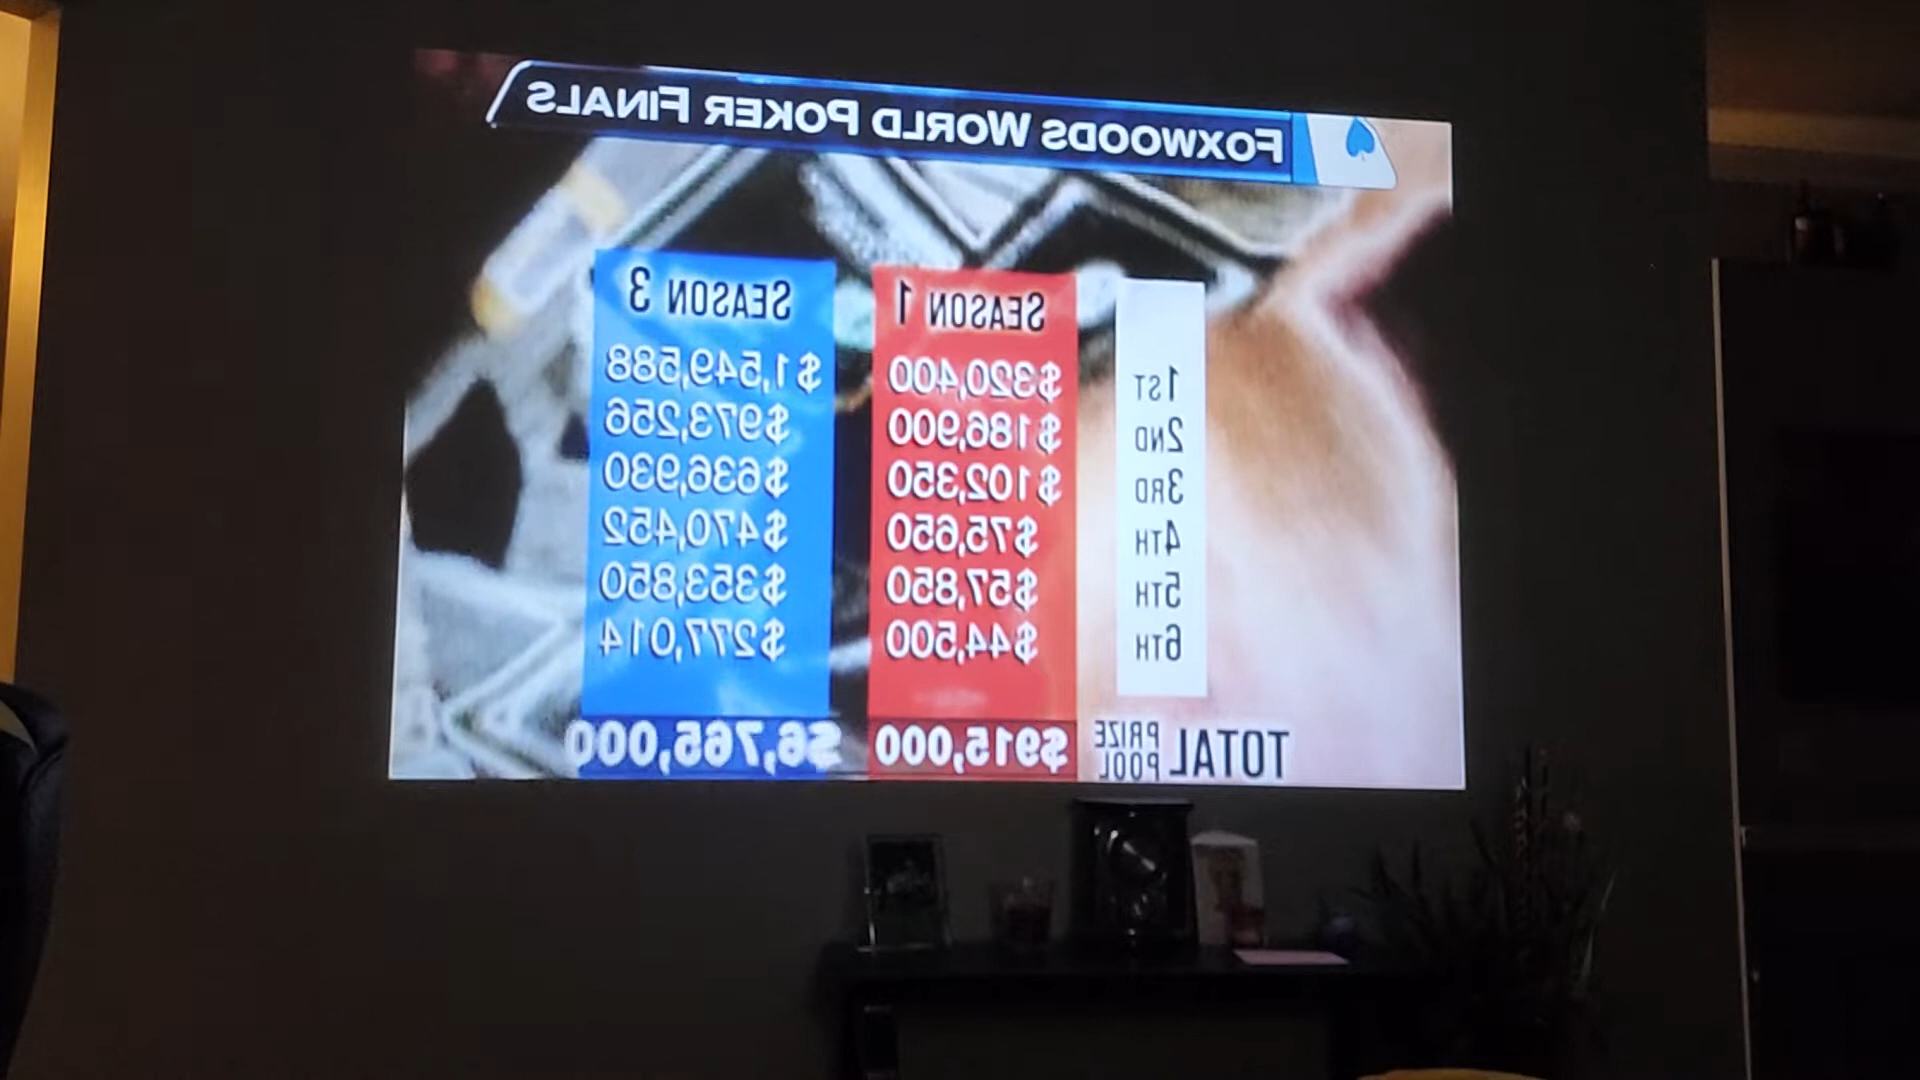 FOXWOODS WORLD POKER FINALS
SEASON 1 SEASON 3
1ST $320,400 $1,549,588
2ND $186,900 $973,256
3RD $102,350 $636,930
4TH $75,650 $470,452
5TH $57,850 $353,850
6TH $44,500 $277,014
TOTAL PRIZE POOL $915,000 $6,765,000